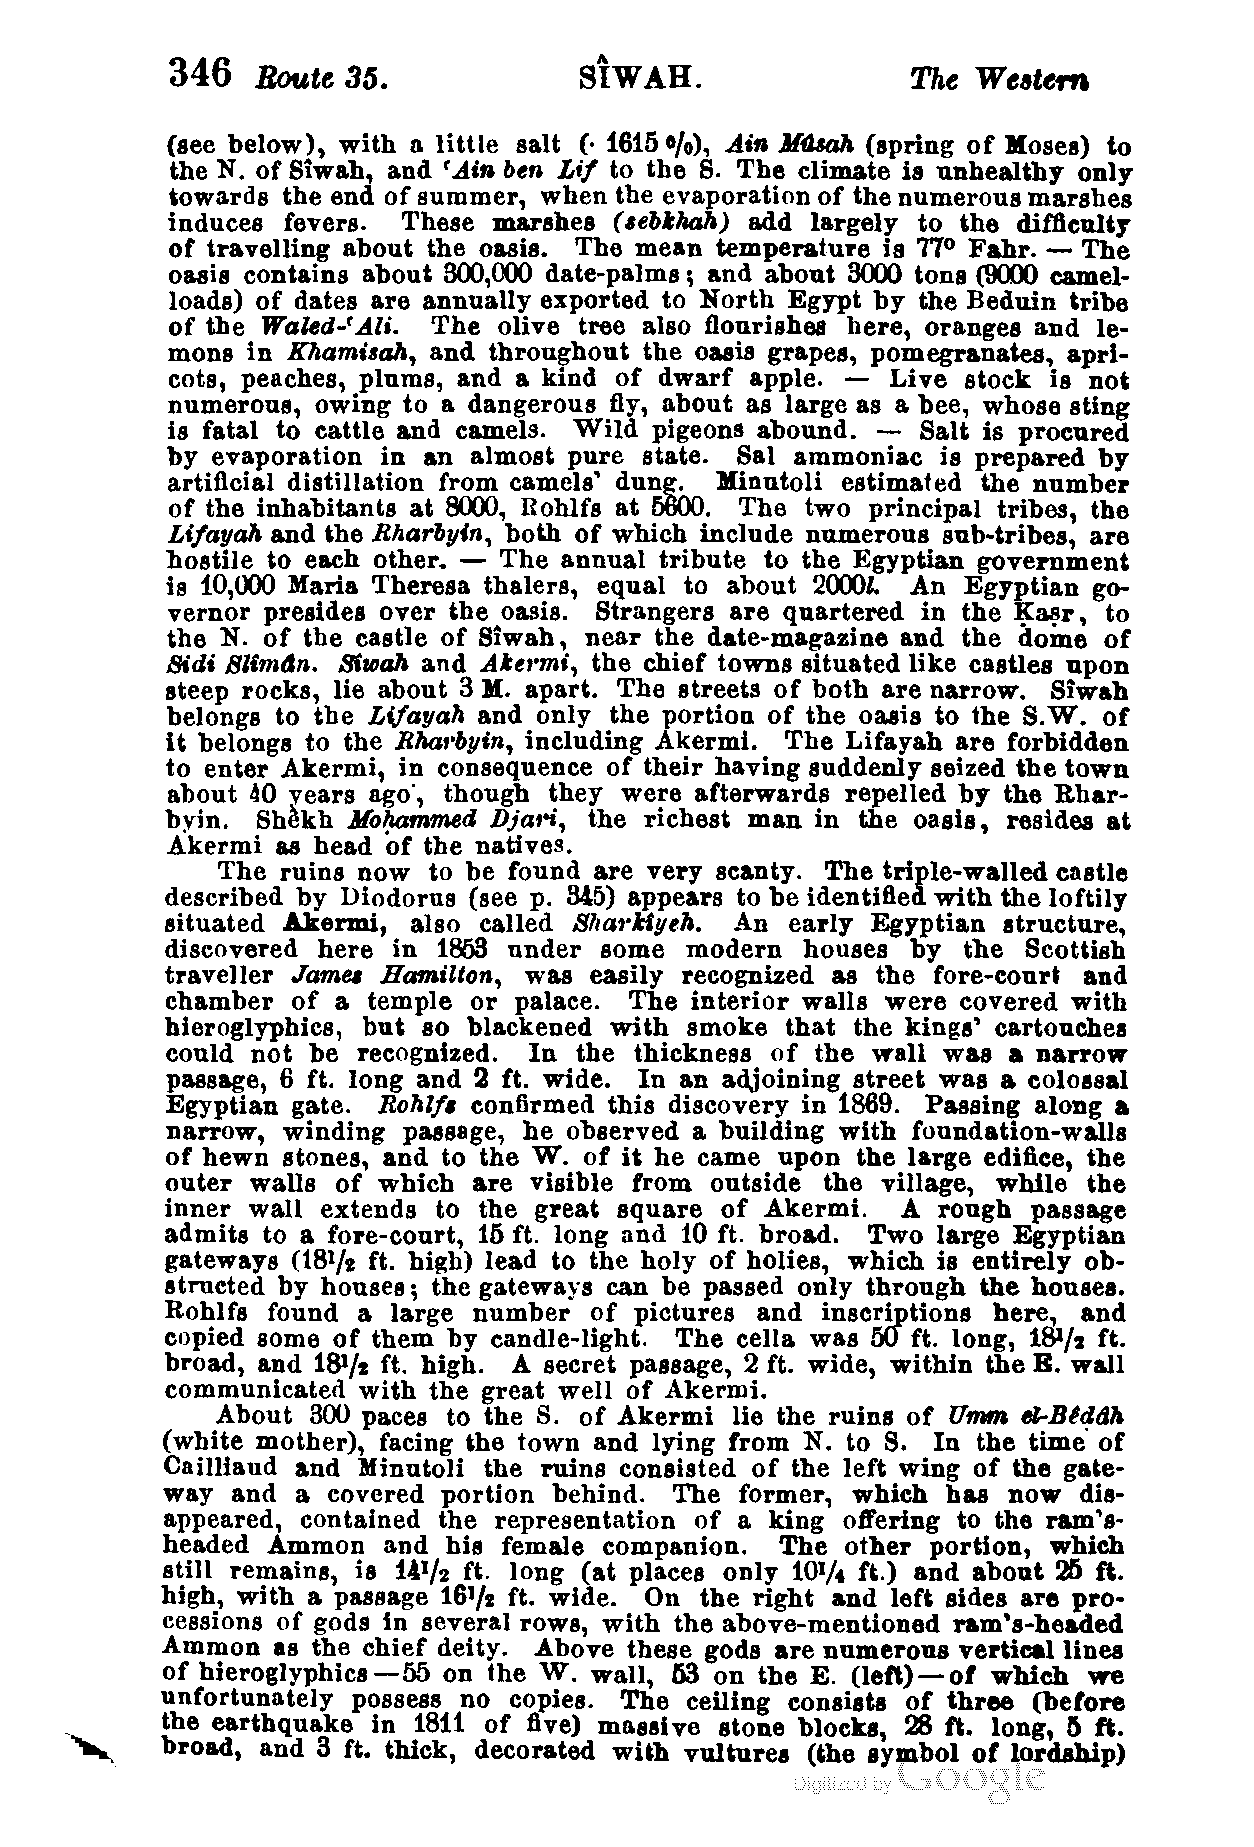 346 Route 35. SÎWAH. The Western
(see below), with a little salt (· 1615 0/0), Ain Mûsah (spring of Moses) to
the N. of Sîwah, and ʿAin ben Lif to the S. The climate is unhealthy only
towards the end of summer, when the evaporation of the numerous marshes
induces fevers. These marshes (sebkhah) add largely to the difficulty
of travelling about the oasis. The mean temperature is 77° Fahr. — The
oasis contains about 300,000 date-palms; and about 3000 tons (9000 camel-
loads) of dates are annually exported to North Egypt by the Beduin tribe
of the Waled-ʿAli. The olive tree also flourishes here, oranges and le-
mons in Khamisah, and throughout the oasis grapes, pomegranates, apri-
cots, peaches, plums, and a kind of dwarf apple. — Live stock is not
numerous, owing to a dangerous fly, about as large as a bee, whose sting
is fatal to cattle and camels. Wild pigeons abound. — Salt is procured
by evaporation in an almost pure state. Sal ammoniac is prepared by
artificial distillation from camels' dung. Minutoli estimated the number
of the inhabitants at 8000, Rohlfs at 5600. The two principal tribes, the
Lifayah and the Rharbyin, both of which include numerous sub-tribes, are
hostile to each other. — The annual tribute to the Egyptian government
is 10,000 Maria Theresa thalers, equal to about 2000l. An Egyptian go-
vernor presides over the oasis. Strangers are quartered in the Ḳaṣr, to
the N. of the castle of Sîwah, near the date-magazine and the dome of
Sidi Slîmân. Sîwah and Akermi, the chief towns situated like castles upon
steep rocks, lie about 3 M. apart. The streets of both are narrow. Sîwah
belongs to the Lifayah and only the portion of the oasis to the S.W. of
it belongs to the Rharbyin, including Akermi. The Lifayah are forbidden
to enter Akermi, in consequence of their having suddenly seized the town
about 40 years ago, though they were afterwards repelled by the Rhar-
byin. Shêkh Moḥammed Djari, the richest man in the oasis, resides at
Akermi as head of the natives.
The ruins now to be found are very scanty. The triple-walled castle
described by Diodorus (see p. 345) appears to be identified with the loftily
situated Akermi, also called Sharkîyeh. An early Egyptian structure,
discovered here in 1853 under some modern houses by the Scottish
traveller James Hamilton, was easily recognized as the fore-court and
chamber of a temple or palace. The interior walls were covered with
hieroglyphics, but so blackened with smoke that the kings' cartouches
could not be recognized. In the thickness of the wall was a narrow
passage, 6 ft. long and 2 ft. wide. In an adjoining street was a colossal
Egyptian gate. Rohlfs confirmed this discovery in 1869. Passing along a
narrow, winding passage, he observed a building with foundation-walls
of hewn stones, and to the W. of it he came upon the large edifice, the
outer walls of which are visible from outside the village, while the
inner wall extends to the great square of Akermi. A rough passage
admits to a fore-court, 15 ft. long and 10 ft. broad. Two large Egyptian
gateways (18 1/2 ft. high) lead to the holy of holies, which is entirely ob-
structed by houses; the gateways can be passed only through the houses.
Rohlfs found a large number of pictures and inscriptions here, and
copied some of them by candle-light. The cella was 50 ft. long, 18 1/2 ft.
broad, and 18 1/2 ft. high. A secret passage, 2 ft. wide, within the E. wall
communicated with the great well of Akermi.
About 300 paces to the S. of Akermi lie the ruins of Umm el-Bêḍâh
(white mother), facing the town and lying from N. to S. In the time of
Cailliaud and Minutoli the ruins consisted of the left wing of the gate-
way and a covered portion behind. The former, which has now dis-
appeared, contained the representation of a king offering to the ram's-
headed Ammon and his female companion. The other portion, which
still remains, is 14 1/2 ft. long (at places only 10 1/4 ft.) and about 25 ft.
high, with a passage 16 1/2 ft. wide. On the right and left sides are pro-
cessions of gods in several rows, with the above-mentioned ram's-headed
Ammon as the chief deity. Above these gods are numerous vertical lines
of hieroglyphics — 55 on the W. wall, 53 on the E. (left) — of which we
unfortunately possess no copies. The ceiling consists of three (before
the earthquake in 1811 of five) massive stone blocks, 28 ft. long, 5 ft.
broad, and 3 ft. thick, decorated with vultures (the symbol of lordship)
Digitized by Google